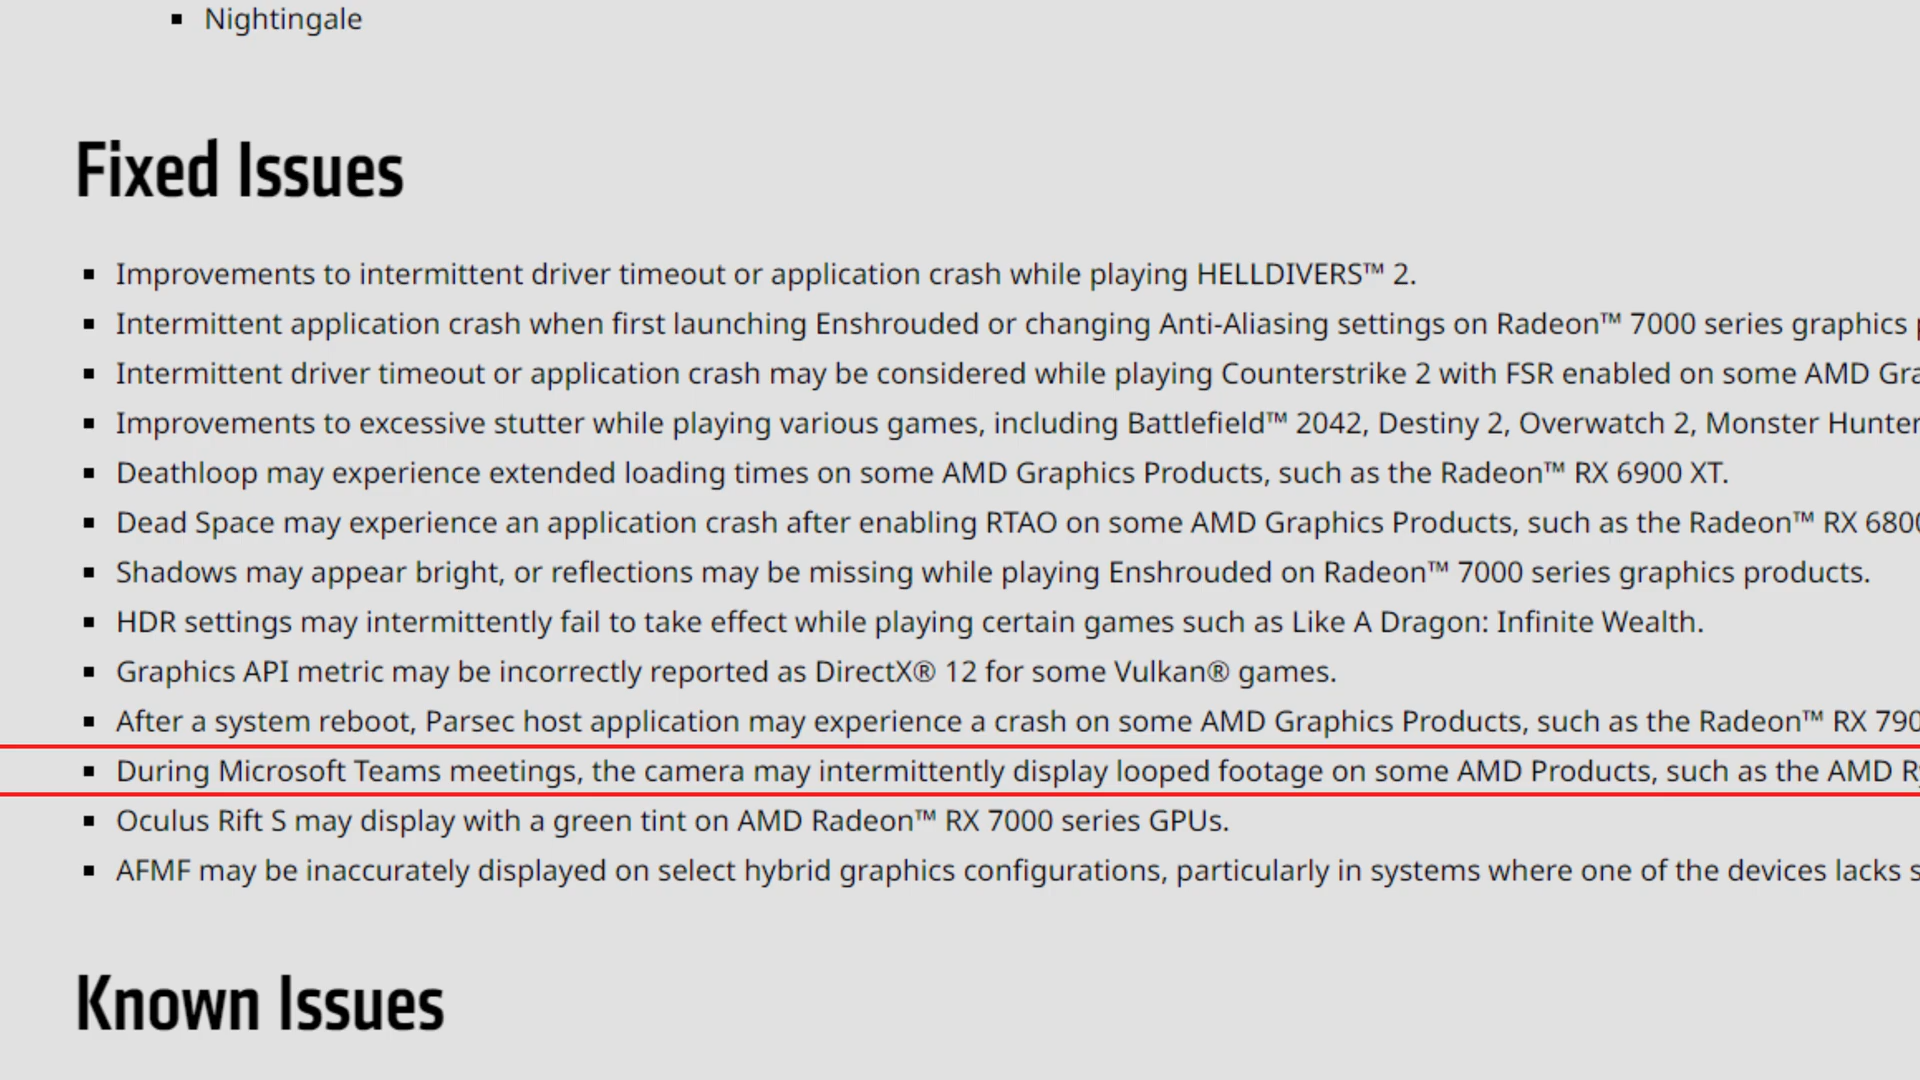 Nightingale
Fixed Issues
Improvements to intermittent driver timeout or application crash while playing HELLDIVERS™ 2.
Intermittent application crash when first launching Enshrouded or changing Anti-Aliasing settings on Radeon™ 7000 series graphics
Intermittent driver timeout or application crash may be considered while playing Counterstrike 2 with FSR enabled on some AMD
Improvements to excessive stutter while playing various games, including Battlefield™ 2042, Destiny 2, Overwatch 2, Monster Hunter
Deathloop may experience extended loading times on some AMD Graphics Products, such as the Radeon™ RX 6900 XT.
Dead Space may experience an application crash after enabling RTAO on some AMD Graphics Products, such as the Radeon™ RX
Shadows may appear bright, or reflections may be missing while playing Enshrouded on Radeon™ 7000 series graphics products.
HDR settings may intermittently fail to take effect while playing certain games such as Like A Dragon: Infinite Wealth.
Graphics API metric may be incorrectly reported as DirectX® 12 for some Vulkan® games.
After a system reboot, Parsec host application may experience a crash on some AMD Graphics Products, such as the Radeon™ RX
During Microsoft Teams meetings, the camera may intermittently display looped footage on some AMD Products, such as the AMD
Oculus Rift S may display with a green tint on AMD Radeon™ RX 7000 series GPUs.
AFMF may be inaccurately displayed on select hybrid graphics configurations, particularly in systems where one of the devices lacks
Known Issues